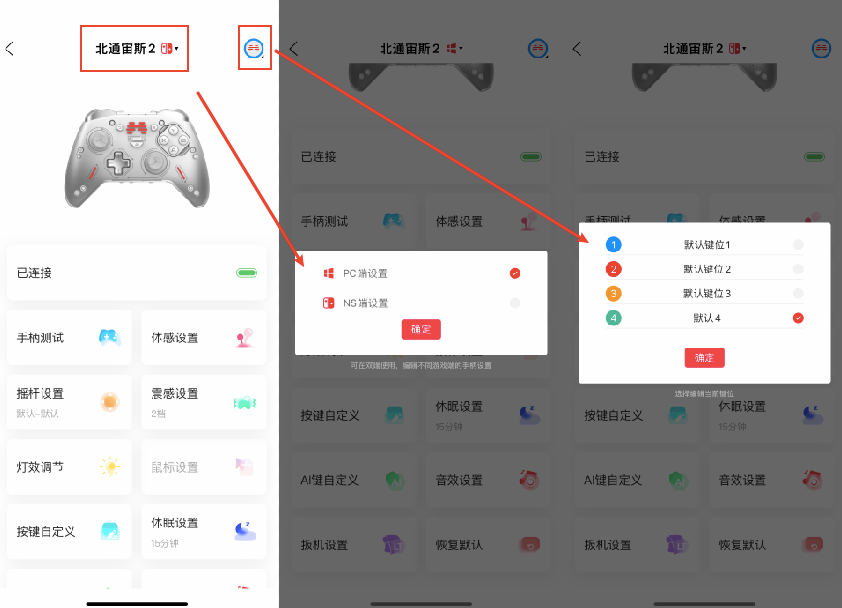 北通宙斯2
已连接
手柄测试
体感设置
摇杆设置
默认--默认
震感设置
2档
灯效调节
鼠标设置
按键自定义
休眠设置
15分钟
北通宙斯2
已连接
手柄测试
体感设置
PC端设置
NS端设置
确定
可在双端使用,编辑不同游戏端的手柄设置
按键自定义
休眠设置
15分钟
AI键自定义
音效设置
扳机设置
恢复默认
北通宙斯2
已连接
手柄测试
体感设置
1 默认键位1
2 默认键位2
3 默认键位3
4 默认4
确定
选择编辑当前键位
按键自定义
休眠设置
15分钟
AI键自定义
音效设置
扳机设置
恢复默认